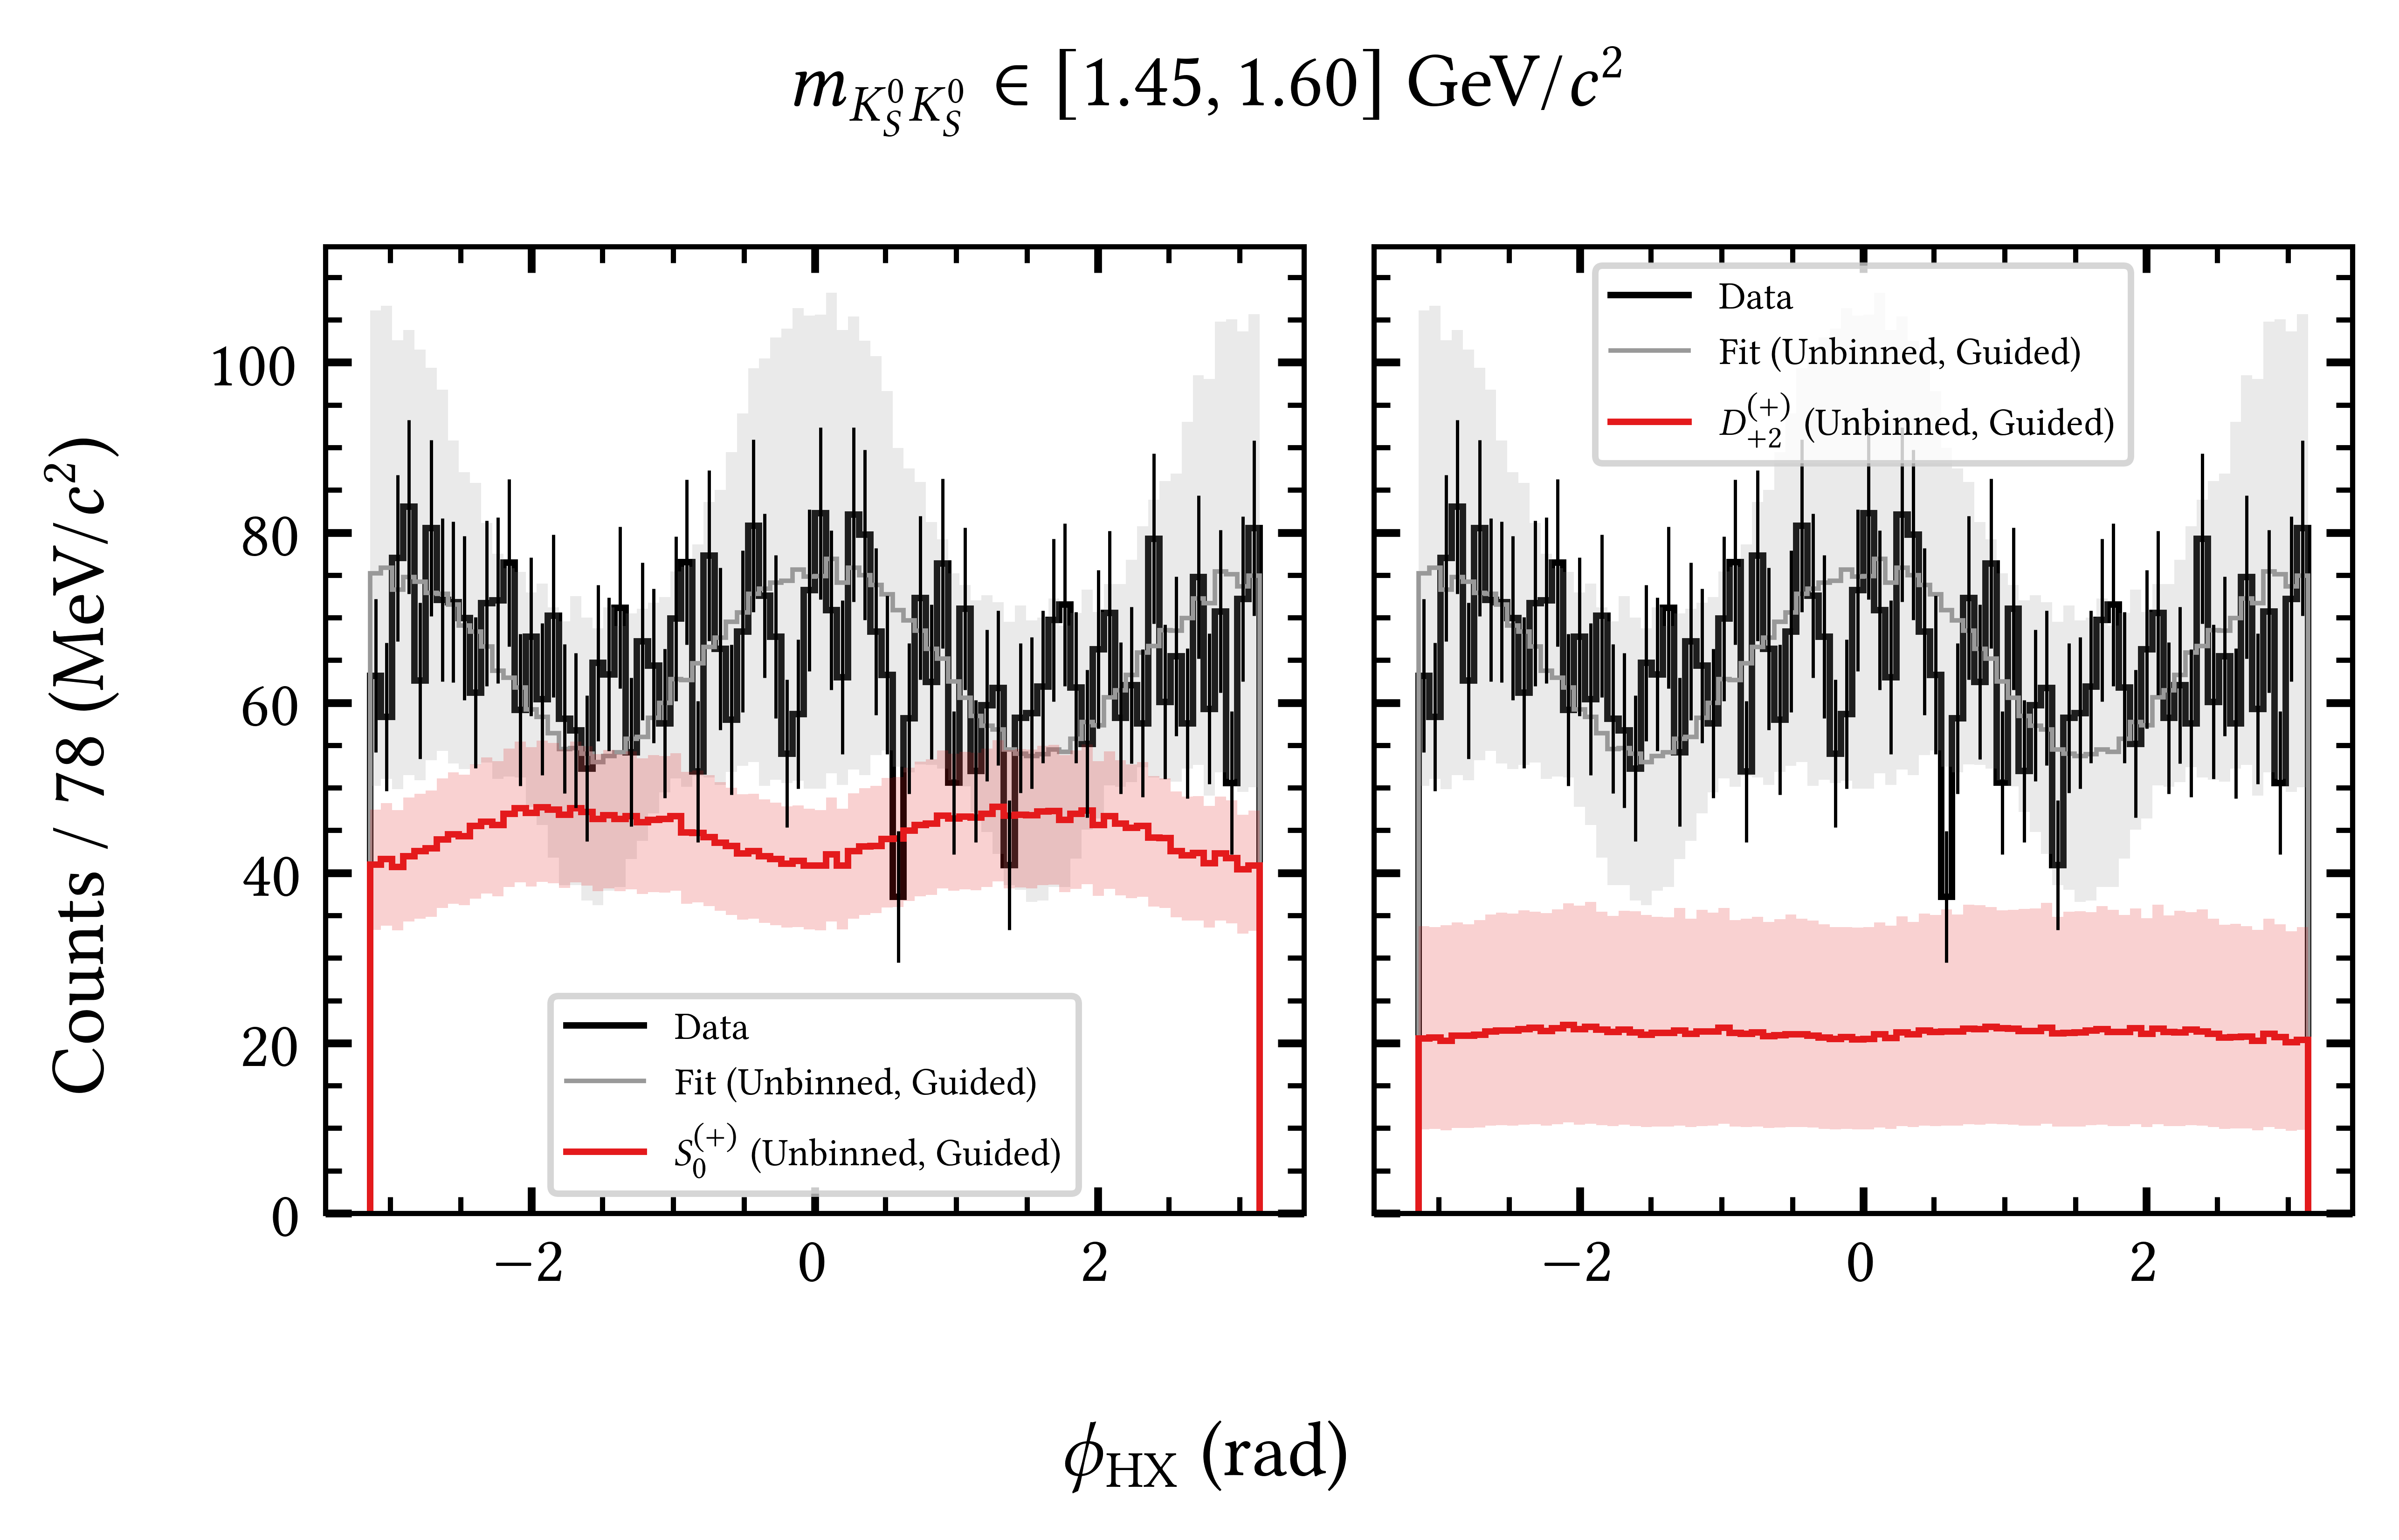 m_{K_S^0 K_S^0} ∈ [1.45, 1.60] GeV/c²
Counts / 78 (MeV/c²)
100
80
60
40
20
0
−2
0
2
Data
Fit (Unbinned, Guided)
S_0^{(+)} (Unbinned, Guided)
−2
0
2
Data
Fit (Unbinned, Guided)
D_{+2}^{(+)} (Unbinned, Guided)
ϕ_{HX} (rad)